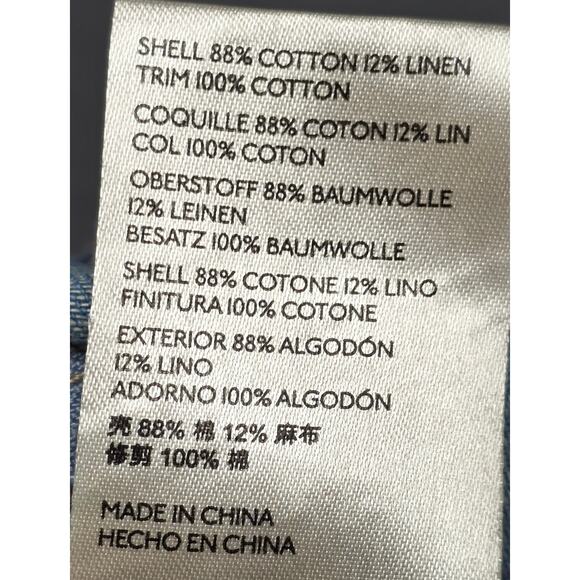 SHELL 88% COTTON 12% LINEN
TRIM 100% COTTON
COQUILLE 88% COTON 12% LIN
COL 100% COTON
OBERSTOFF 88% BAUMWOLLE
12% LEINEN
BESATZ 100% BAUMWOLLE
SHELL 88% COTONE 12% LINO
FINITURA 100% COTONE
EXTERIOR 88% ALGODÓN
12% LINO
ADORNO 100% ALGODÓN
壳 88% 棉 12% 麻布
修剪 100% 棉
MADE IN CHINA
HECHO EN CHINA